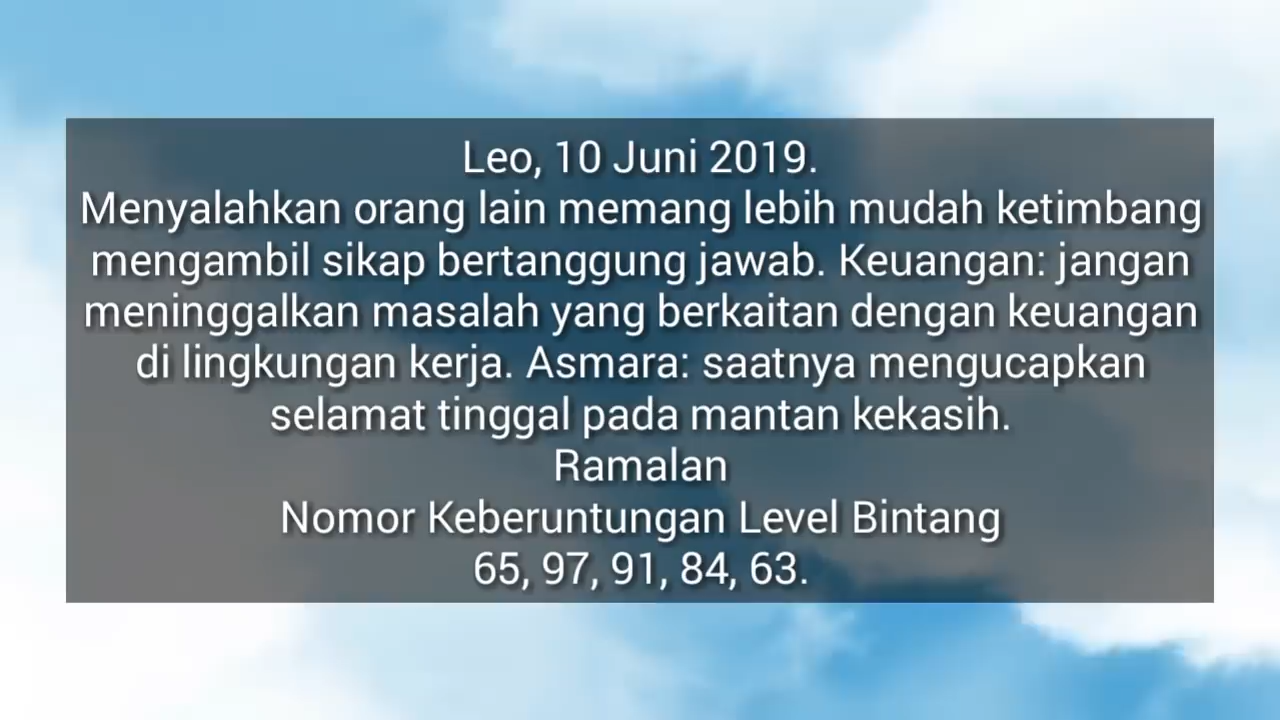 Leo, 10 Juni 2019.
Menyalahkan orang lain memang lebih mudah ketimbang
mengambil sikap bertanggung jawab. Keuangan: jangan
meninggalkan masalah yang berkaitan dengan keuangan
di lingkungan kerja. Asmara: saatnya mengucapkan
selamat tinggal pada mantan kekasih.
Ramalan
Nomor Keberuntungan Level Bintang
65, 97, 91, 84, 63.